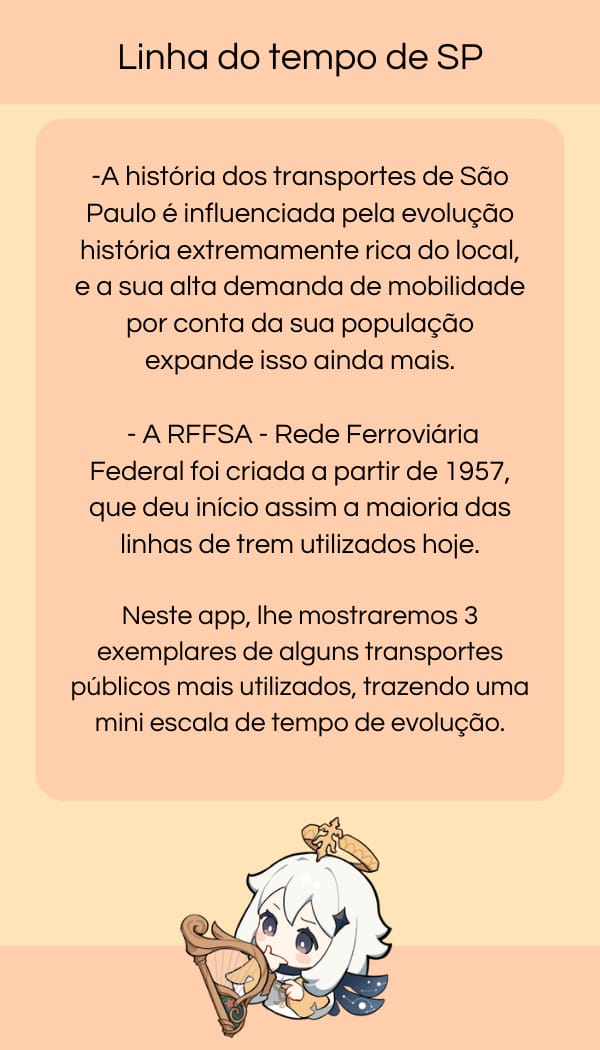 Linha do tempo de SP
-A história dos transportes de São
Paulo é influenciada pela evolução
história extremamente rica do local,
e a sua alta demanda de mobilidade
por conta da sua população
expande isso ainda mais.
- A RFFSA - Rede Ferroviária
Federal foi criada a partir de 1957,
que deu início assim a maioria das
linhas de trem utilizados hoje.
Neste app, lhe mostraremos 3
exemplares de alguns transportes
públicos mais utilizados, trazendo uma
mini escala de tempo de evolução.